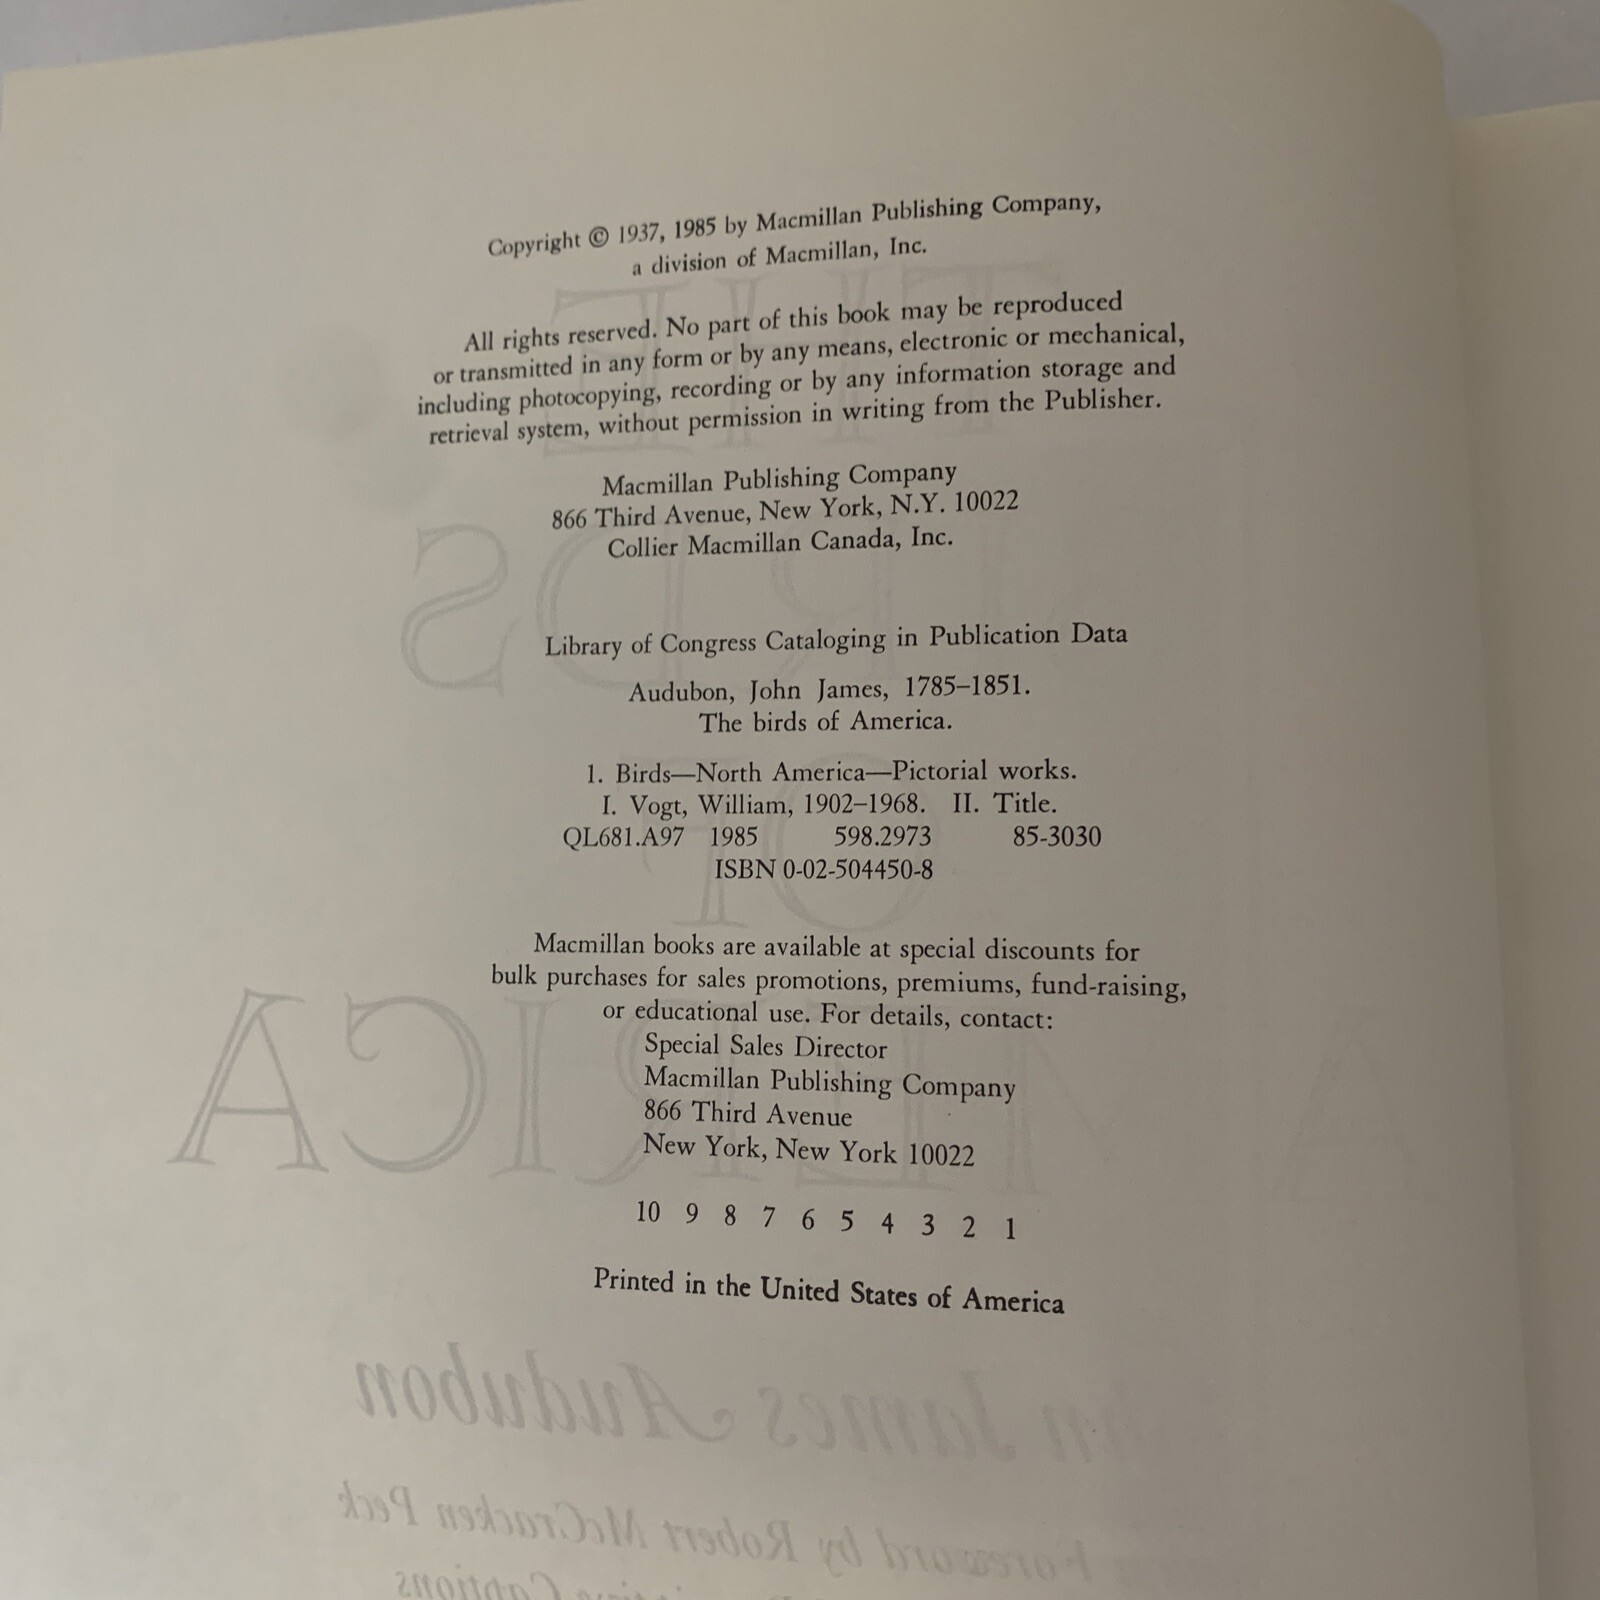 Copyright © 1937, 1985 by Macmillan Publishing Company,
a division of Macmillan, Inc.
All rights reserved. No part of this book may be reproduced
or transmitted in any form or by any means, electronic or mechanical,
including photocopying, recording or by any information storage and
retrieval system, without permission in writing from the Publisher.
Macmillan Publishing Company
866 Third Avenue, New York, N.Y. 10022
Collier Macmillan Canada, Inc.
Library of Congress Cataloging in Publication Data
Audubon, John James, 1785–1851.
The birds of America.
1. Birds—North America—Pictorial works.
I. Vogt, William, 1902–1968. II. Title.
QL681.A97 1985 598.2973 85-3030
ISBN 0-02-504450-8
Macmillan books are available at special discounts for
bulk purchases for sales promotions, premiums, fund-raising,
or educational use. For details, contact:
Special Sales Director
Macmillan Publishing Company
866 Third Avenue
New York, New York 10022
10 9 8 7 6 5 4 3 2 1
Printed in the United States of America
James Audubon
Foreword by Robert McCracken Peck
Captions